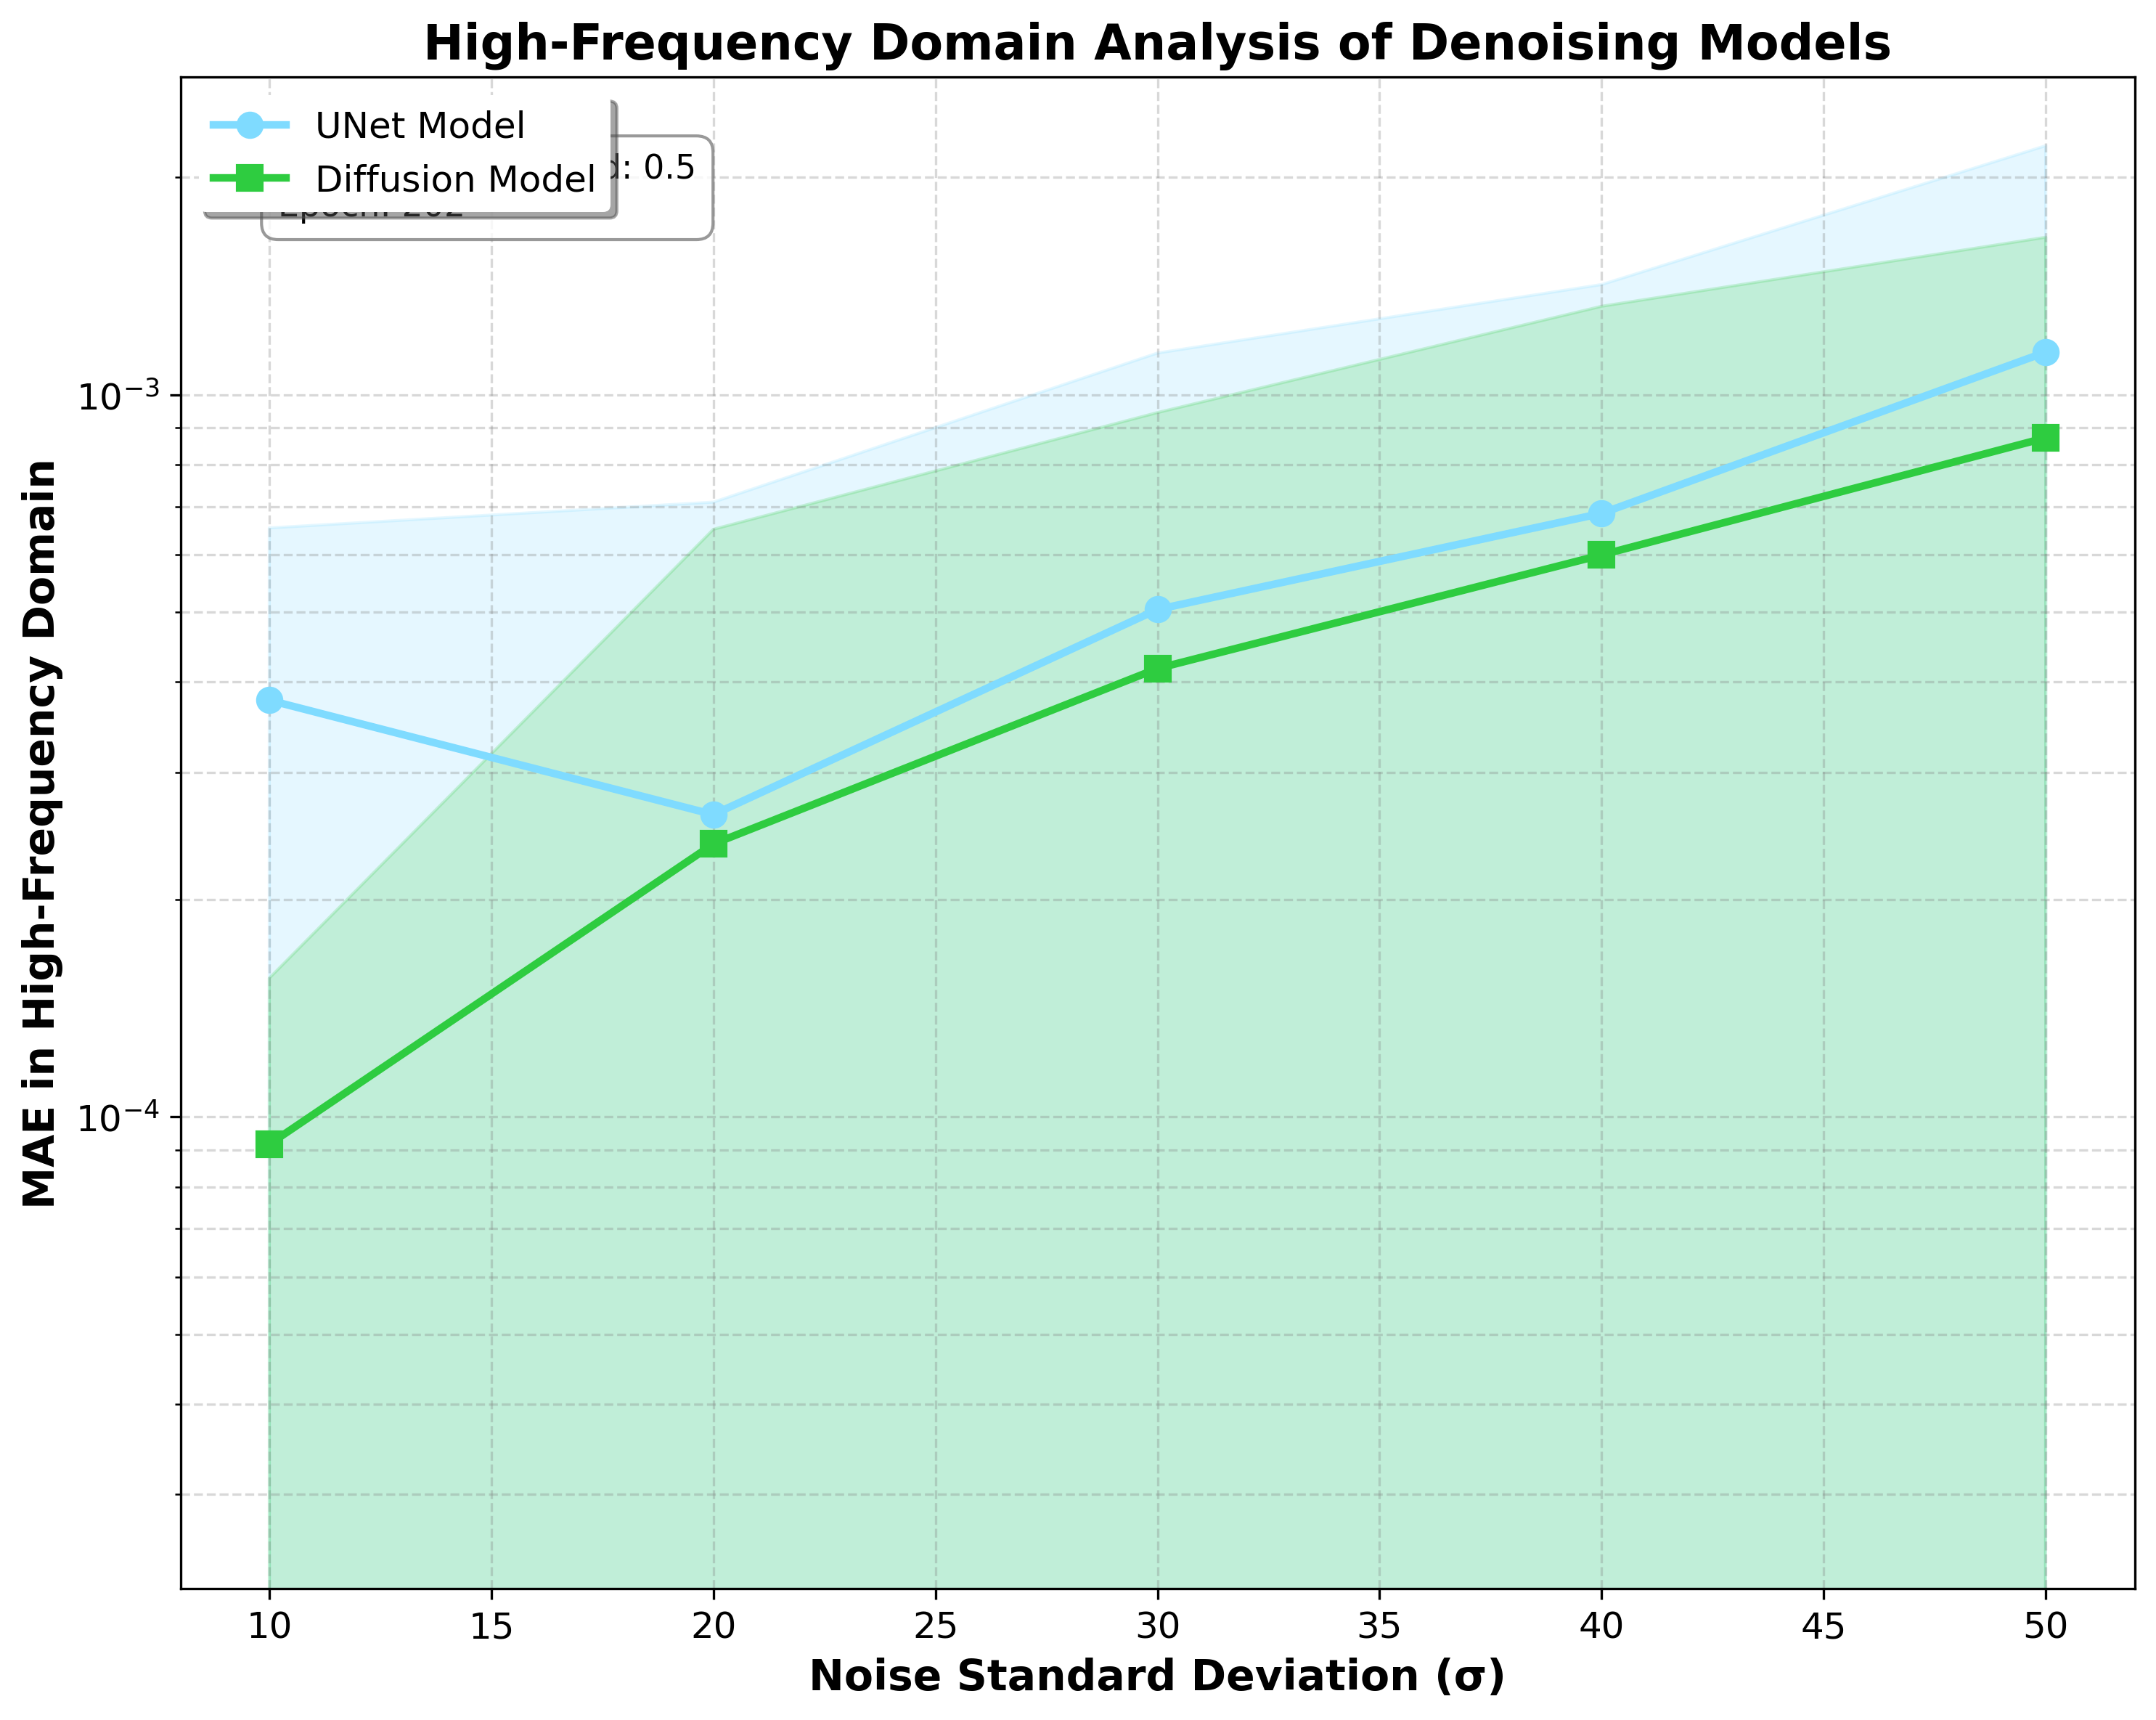 High-Frequency Domain Analysis of Denoising Models
UNet Model
Diffusion Model
0.5
MAE in High-Frequency Domain
10⁻³
10⁻⁴
10 15 20 25 30 35 40 45 50
Noise Standard Deviation (σ)